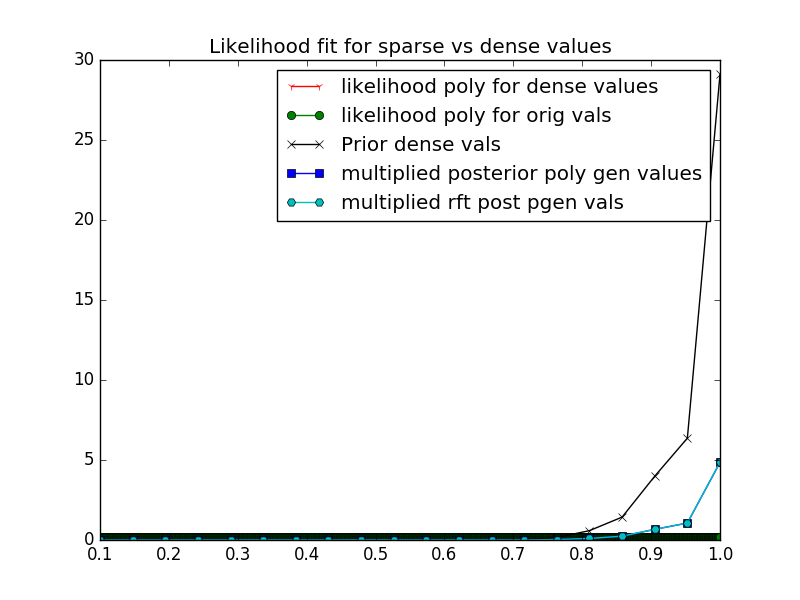 Likelihood fit for sparse vs dense values
30
25
20
15
10
5
0
likelihood poly for dense values
likelihood poly for orig vals
Prior dense vals
multiplied posterior poly gen values
multiplied rft post pgen vals
0.1 0.2 0.3 0.4 0.5 0.6 0.7 0.8 0.9 1.0